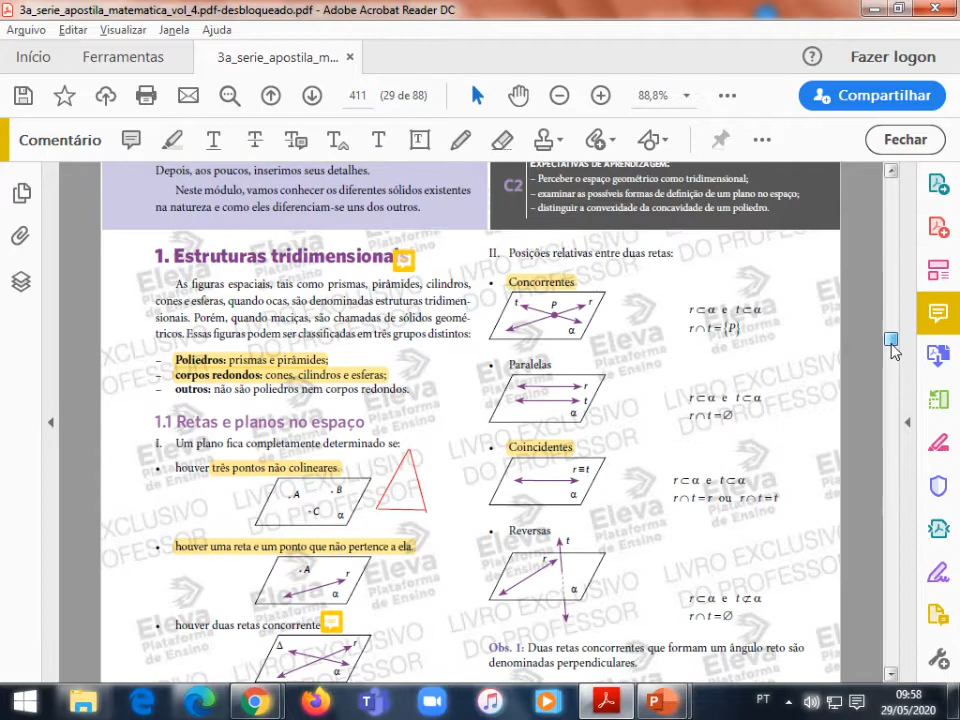 3a_serie_apostila_matematica_vol_4.pdf-desbloqueado.pdf - Adobe Acrobat Reader DC
Arquivo Editar Visualizar Janela Ajuda
Início Ferramentas 3a_serie_apostila_m... × ? Fazer logon
411 (29 de 88) 88,8% Compartilhar
Comentário Fechar
Depois, aos poucos, inserimos seus detalhes.
Neste módulo, vamos conhecer os diferentes sólidos existentes
na natureza e como eles diferenciam-se uns dos outros.
C2
EXPECTATIVAS DE APRENDIZAGEM:
– Perceber o espaço geométrico como tridimensional;
– examinar as possíveis formas de definição de um plano no espaço;
– distinguir a convexidade da concavidade de um poliedro.
1. Estruturas tridimensiona
As figuras espaciais, tais como prismas, pirâmides, cilindros,
cones e esferas, quando ocas, são denominadas estruturas tridimen-
sionais. Porém, quando maciças, são chamadas de sólidos geomé-
tricos. Essas figuras podem ser classificadas em três grupos distintos:
– Poliedros: prismas e pirâmides;
– corpos redondos: cones, cilindros e esferas;
– outros: não são poliedros nem corpos redondos.
1.1 Retas e planos no espaço
I. Um plano fica completamente determinado se:
• houver três pontos não colineares.
A B
C α
• houver uma reta e um ponto que não pertence a ela.
A r
α
• houver duas retas concorrente
Δ r
α
II. Posições relativas entre duas retas:
• Concorrentes
t P r
α
r⊂α e t⊂α
r∩t={P}
• Paralelas
r
t
α
r⊂α e t⊂α
r∩t=∅
• Coincidentes
r≡t
α
r⊂α e t⊂α
r∩t=r ou r∩t=t
• Reversas
t
r
α
r⊂α e t⊄α
r∩t=∅
Obs. 1: Duas retas concorrentes que formam um ângulo reto são
denominadas perpendiculares.
Eleva
Plataforma
de Ensino
LIVRO EXCLUSIVO
DO PROFESSOR
PT 09:58
29/05/2020